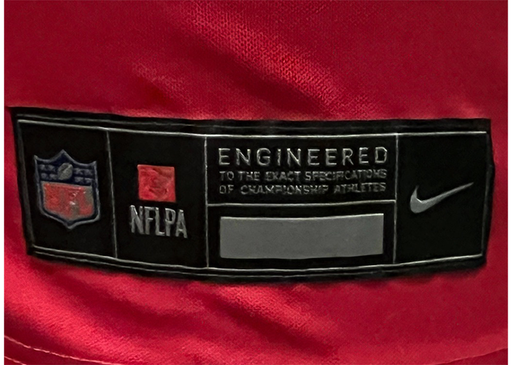 NFLPA
ENGINEERED
TO THE EXACT SPECIFICATIONS
OF CHAMPIONSHIP ATHLETES